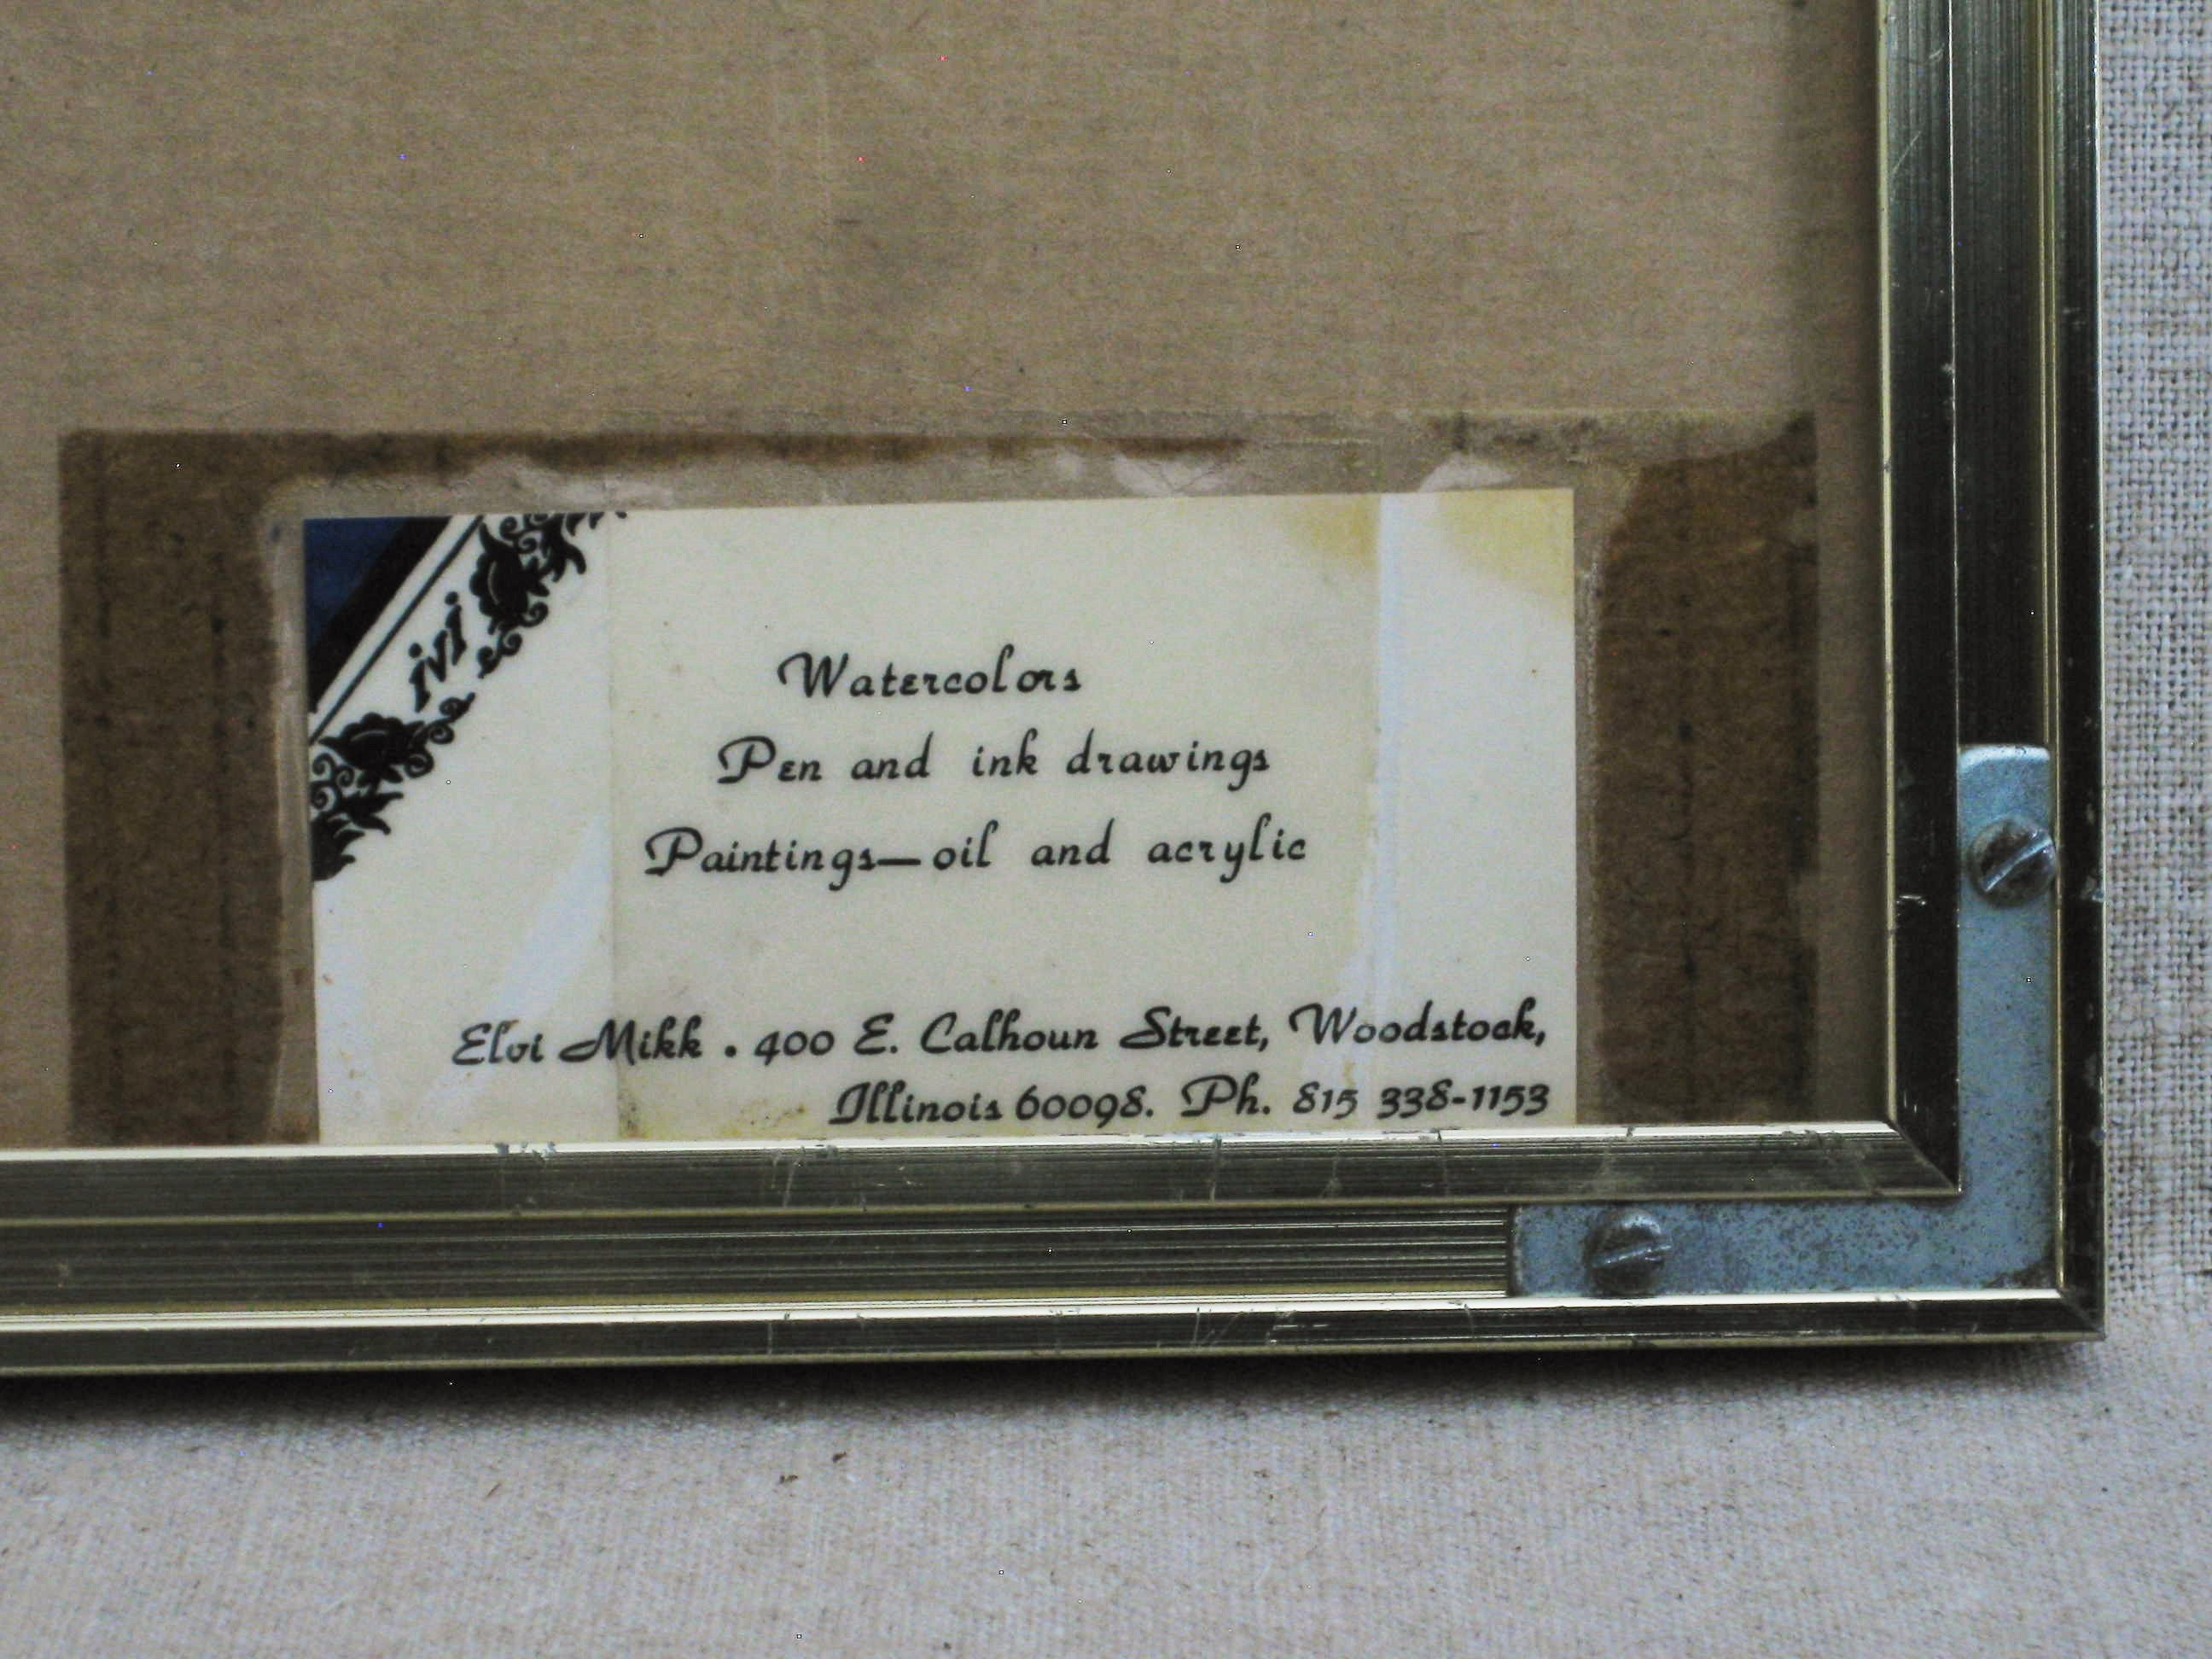 ivi
Watercolors
Pen and ink drawings
Paintings—oil and acrylic
Elvi Mikk . 400 E. Calhoun Street, Woodstock,
Illinois 60098. Ph. 815 338-1153